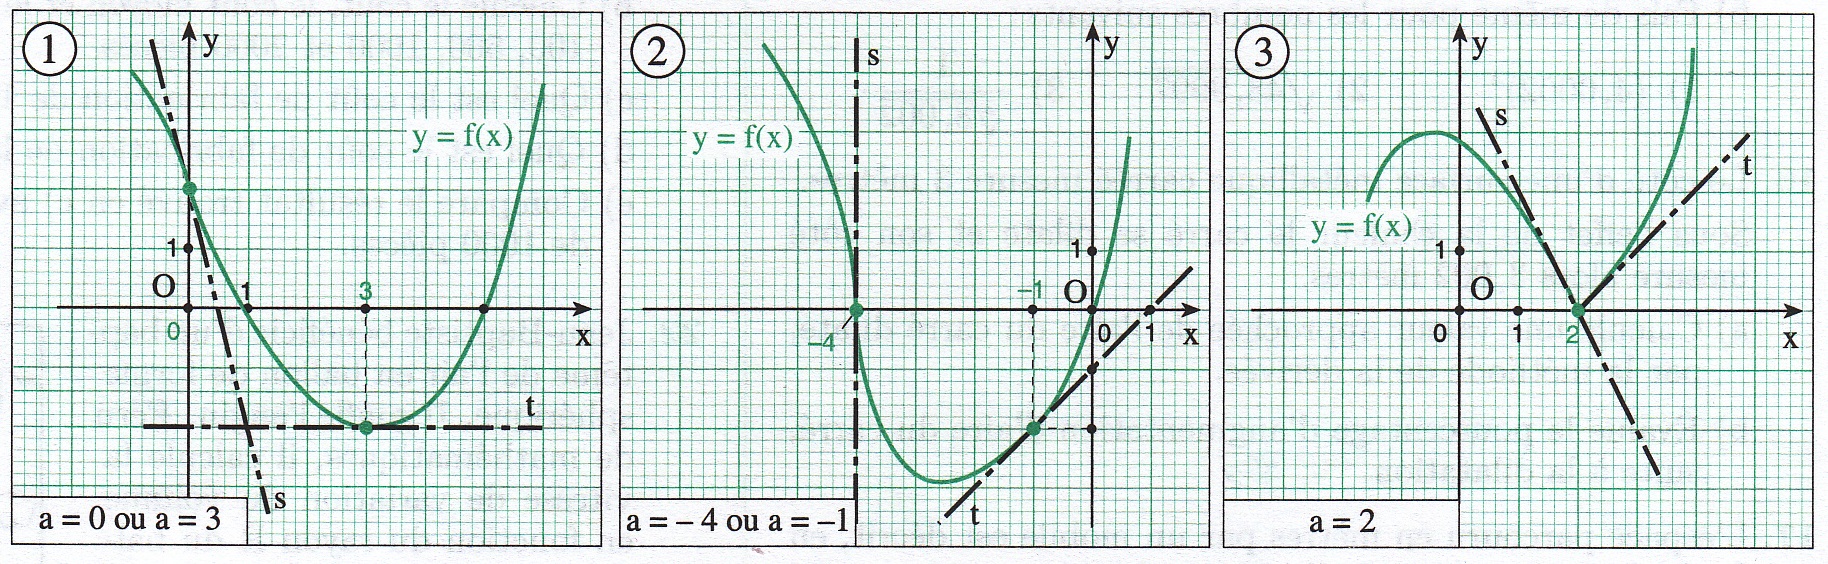 1
y
y = f(x)
1
O
1
3
x
0
t
s
a = 0 ou a = 3
2
y
s
y = f(x)
1
–1
O
–4
0
1
x
t
a = – 4 ou a = –1
3
y
s
t
y = f(x)
1
O
0
1
2
x
a = 2